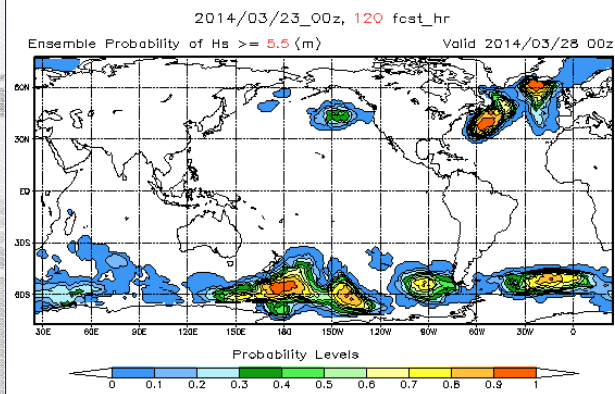 2014/03/23_00z, 120 fcst_hr
Ensemble Probability of Hs >= 5.5 (m) Valid 2014/03/28 00z
60N
30N
EQ
30S
60S
30E 60E 90E 120E 150E 180 150W 120W 90W 60W 30W 0
Probability Levels
0 0.1 0.2 0.3 0.4 0.5 0.6 0.7 0.8 0.9 1